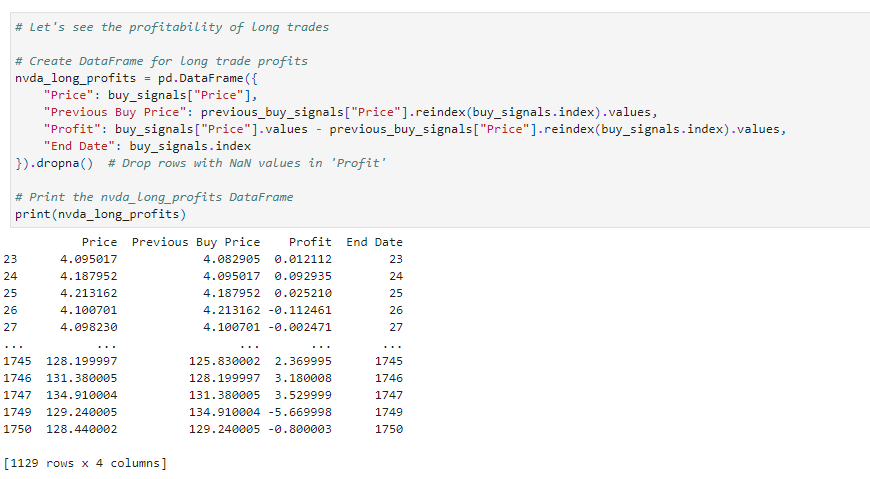 # Let's see the profitability of long trades
# Create DataFrame for long trade profits
nvda_long_profits = pd.DataFrame({
    "Price": buy_signals["Price"],
    "Previous Buy Price": previous_buy_signals["Price"].reindex(buy_signals.index).values,
    "Profit": buy_signals["Price"].values - previous_buy_signals["Price"].reindex(buy_signals.index).values,
    "End Date": buy_signals.index
}).dropna()  # Drop rows with NaN values in 'Profit'
# Print the nvda_long_profits DataFrame
print(nvda_long_profits)
Price  Previous Buy Price    Profit  End Date
23      4.095017            4.082905  0.012112        23
24      4.187952            4.095017  0.092935        24
25      4.213162            4.187952  0.025210        25
26      4.100701            4.213162 -0.112461        26
27      4.098230            4.100701 -0.002471        27
...          ...                 ...       ...       ...
1745  128.199997          125.830002  2.369995      1745
1746  131.380005          128.199997  3.180008      1746
1747  134.910004          131.380005  3.529999      1747
1749  129.240005          134.910004 -5.669998      1749
1750  128.440002          129.240005 -0.800003      1750
[1129 rows x 4 columns]